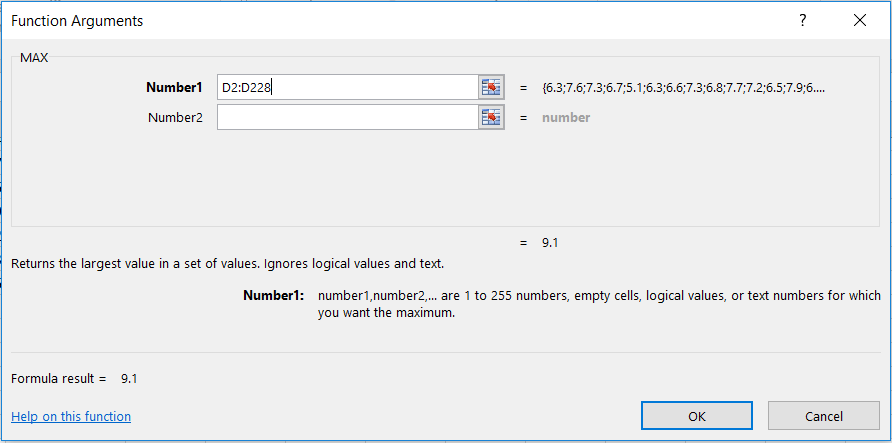 Function Arguments ?
MAX
Number1 D2:D228 = {6.3;7.6;7.3;6.7;5.1;6.3;6.6;7.3;6.8;7.7;7.2;6.5;7.9;6....
Number2 = number
= 9.1
Returns the largest value in a set of values. Ignores logical values and text.
Number1: number1,number2,... are 1 to 255 numbers, empty cells, logical values, or text numbers for which
you want the maximum.
Formula result = 9.1
Help on this function OK Cancel